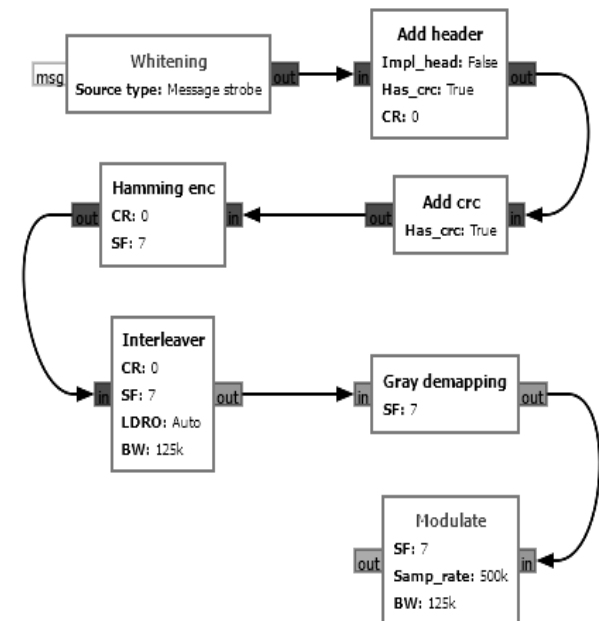 Whitening
msg
out
Source type: Message strobe
Add header
in
Impl_head: False
out
Has_crc: True
CR: 0
Add crc
out
in
Has_crc: True
Hamming enc
out
CR: 0
in
SF: 7
Interleaver
CR: 0
in
SF: 7
out
LDRO: Auto
BW: 125k
Gray demapping
in
out
SF: 7
Modulate
SF: 7
out
Samp_rate: 500k
in
BW: 125k